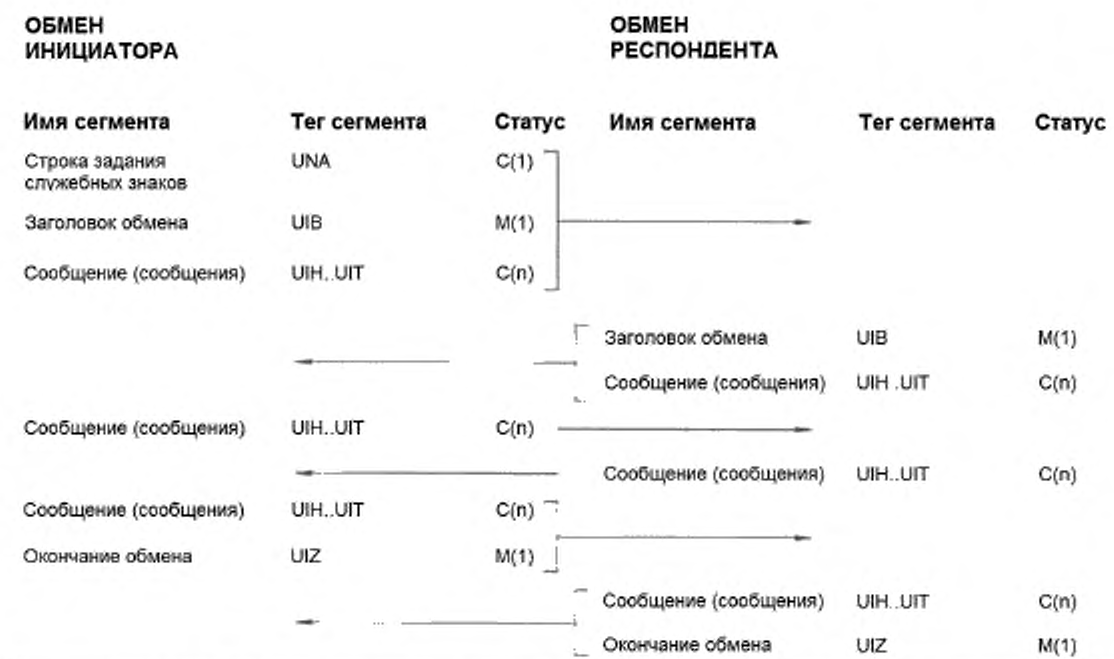 ОБМЕН
ИНИЦИАТОРА
ОБМЕН
РЕСПОНДЕНТА
Имя сегмента Тег сегмента Статус Имя сегмента Тег сегмента Статус
Строка задания
служебных знаков UNA C(1)
Заголовок обмена UIB M(1)
Сообщение (сообщения) UIH..UIT C(n)
Заголовок обмена UIB M(1)
Сообщение (сообщения) UIH .UIT C(n)
Сообщение (сообщения) UIH..UIT C(n)
Сообщение (сообщения) UIH..UIT C(n)
Сообщение (сообщения) UIH..UIT C(n)
Окончание обмена UIZ M(1)
Сообщение (сообщения) UIH..UIT C(n)
Окончание обмена UIZ M(1)